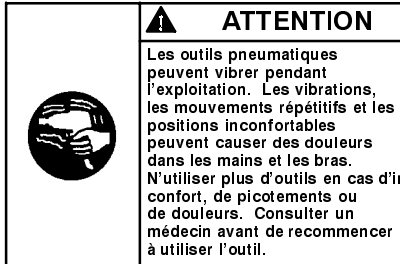 ATTENTION
Les outils pneumatiques
peuvent vibrer pendant
l'exploitation. Les vibrations,
les mouvements répétitifs et les
positions inconfortables
peuvent causer des douleurs
dans les mains et les bras.
N'utiliser plus d'outils en cas d'in
confort, de picotements ou
de douleurs. Consulter un
médecin avant de recommencer
à utiliser l'outil.